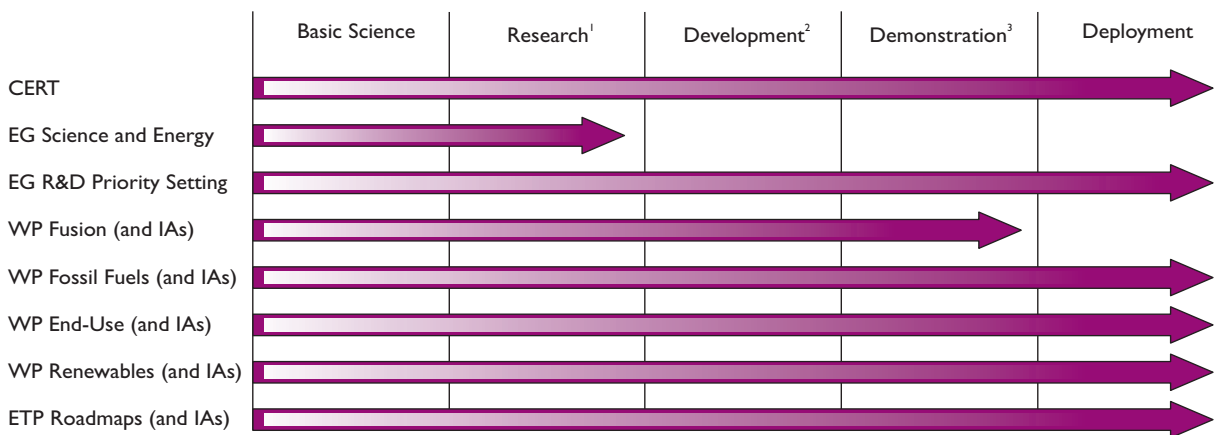 Basic Science Research¹ Development² Demonstration³ Deployment
CERT
EG Science and Energy
EG R&D Priority Setting
WP Fusion (and IAs)
WP Fossil Fuels (and IAs)
WP End-Use (and IAs)
WP Renewables (and IAs)
ETP Roadmaps (and IAs)